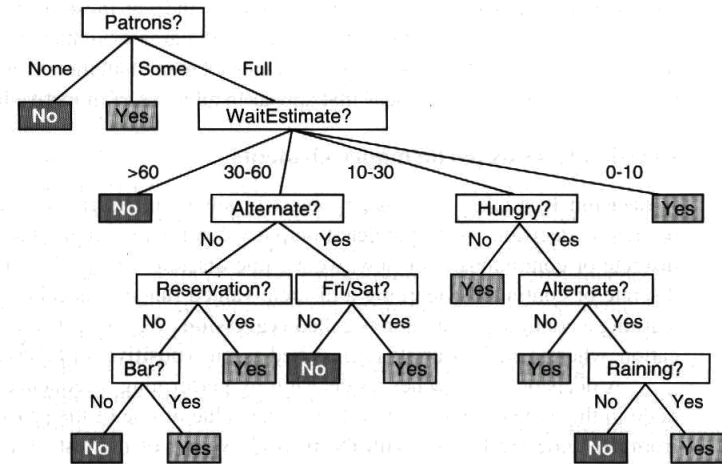 Patrons?
None Some Full
No Yes WaitEstimate?
>60 30-60 10-30 0-10
No Alternate? Hungry? Yes
No Yes No Yes
Reservation? Fri/Sat? Yes Alternate?
No Yes No Yes No Yes
Bar? Yes No Yes Yes Raining?
No Yes No Yes
No Yes No Yes